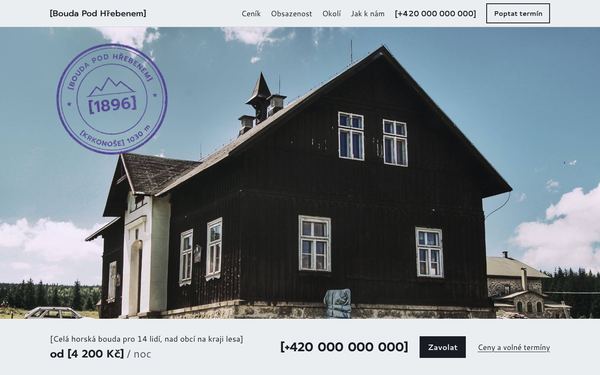 [Bouda Pod Hřebenem]
Ceník Obsazenost Okolí Jak k nám [+420 000 000 000] Poptat termín
[BOUDA POD HŘEBENEM]
[1896]
[KRKONOŠE] 1030 m
[Celá horská bouda pro 14 lidí, nad obcí na kraji lesa]
od [4 200 Kč] / noc
[+420 000 000 000]
Zavolat
Ceny a volné termíny